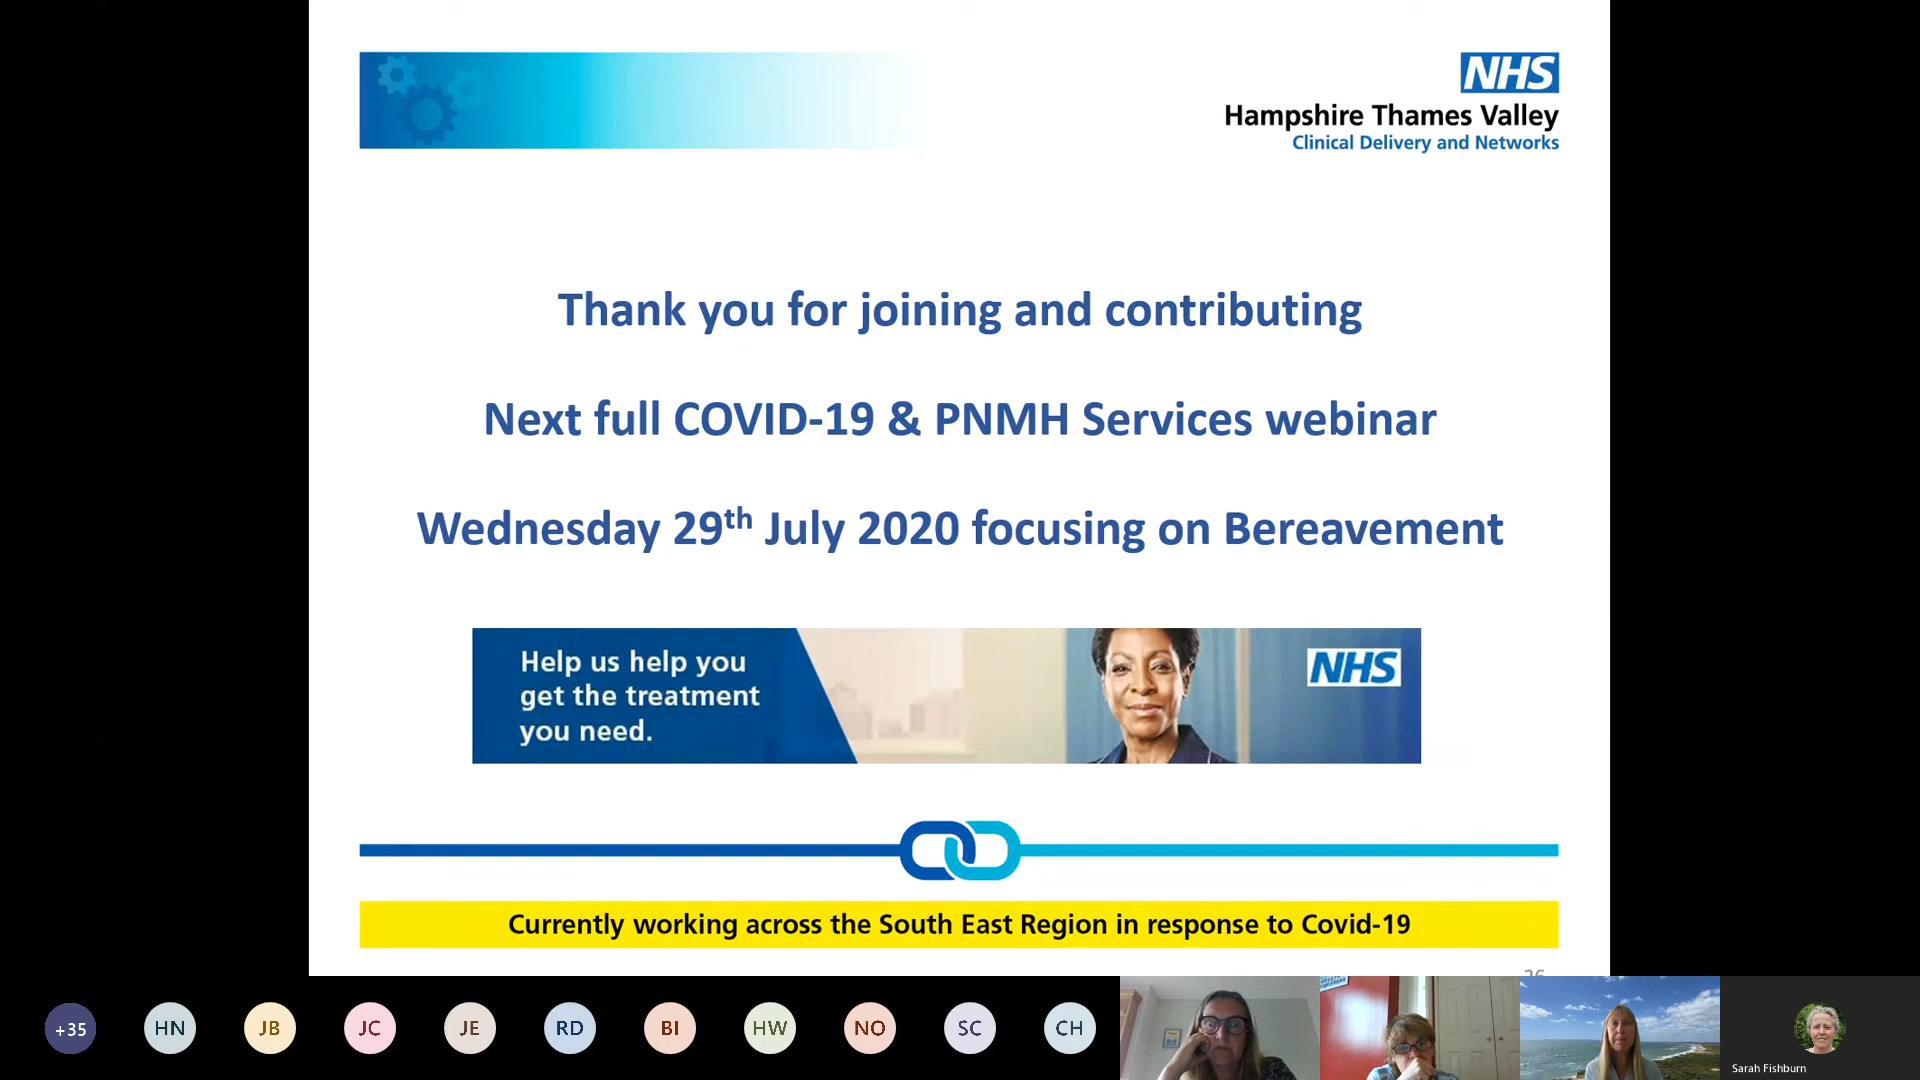 NHS
Hampshire Thames Valley
Clinical Delivery and Networks
Thank you for joining and contributing
Next full COVID-19 & PNMH Services webinar
Wednesday 29th July 2020 focusing on Bereavement
Help us help you
get the treatment
you need.
NHS
Currently working across the South East Region in response to Covid-19
+35
HN
JB
JC
JE
RD
BI
HW
NO
SC
CH
Sarah Fishburn